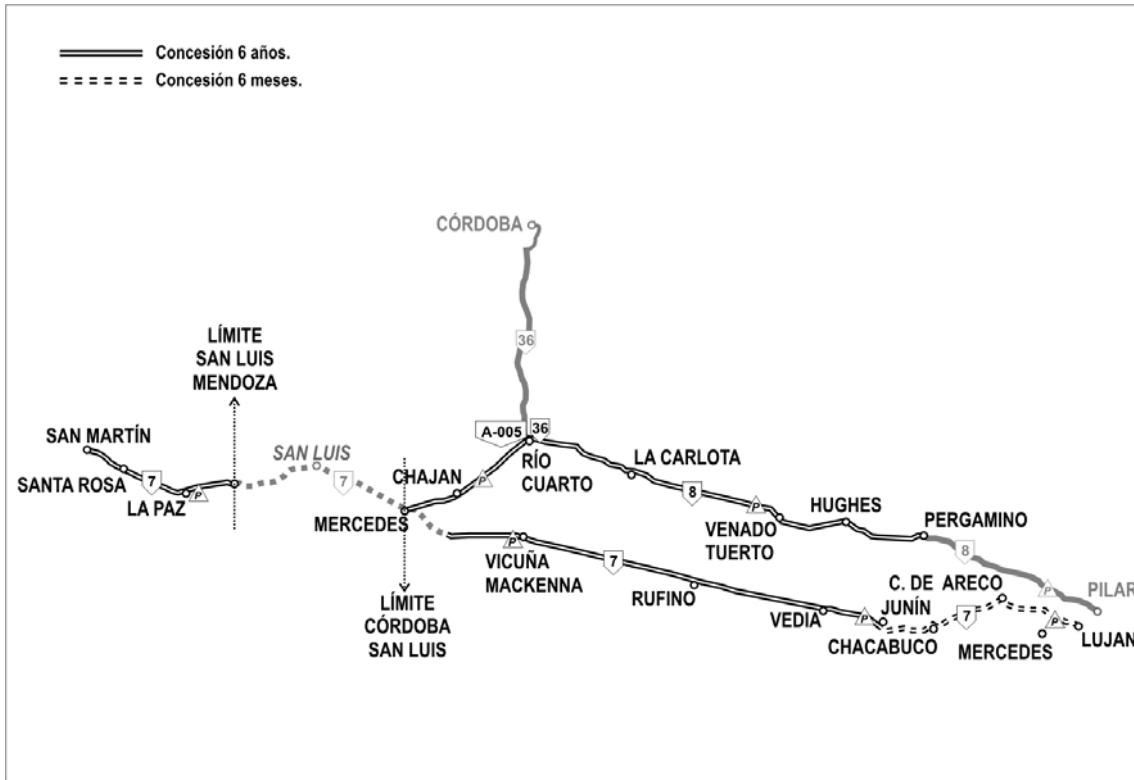 Concesión 6 años.
Concesión 6 meses.
CÓRDOBA
36
LÍMITE
SAN LUIS
MENDOZA
A-005
36
SAN MARTÍN
SAN LUIS
CHAJAN
RÍO
CUARTO
LA CARLOTA
SANTA ROSA
7
7
P
LA PAZ
P
8
P
HUGHES
MERCEDES
VENADO
TUERTO
PERGAMINO
P
VICUÑA
MACKENNA
7
8
RUFINO
C. DE ARECO
P
PILAR
LÍMITE
CÓRDOBA
SAN LUIS
VEDIA
P
JUNÍN
7
P
CHACABUCO
MERCEDES
LUJAN